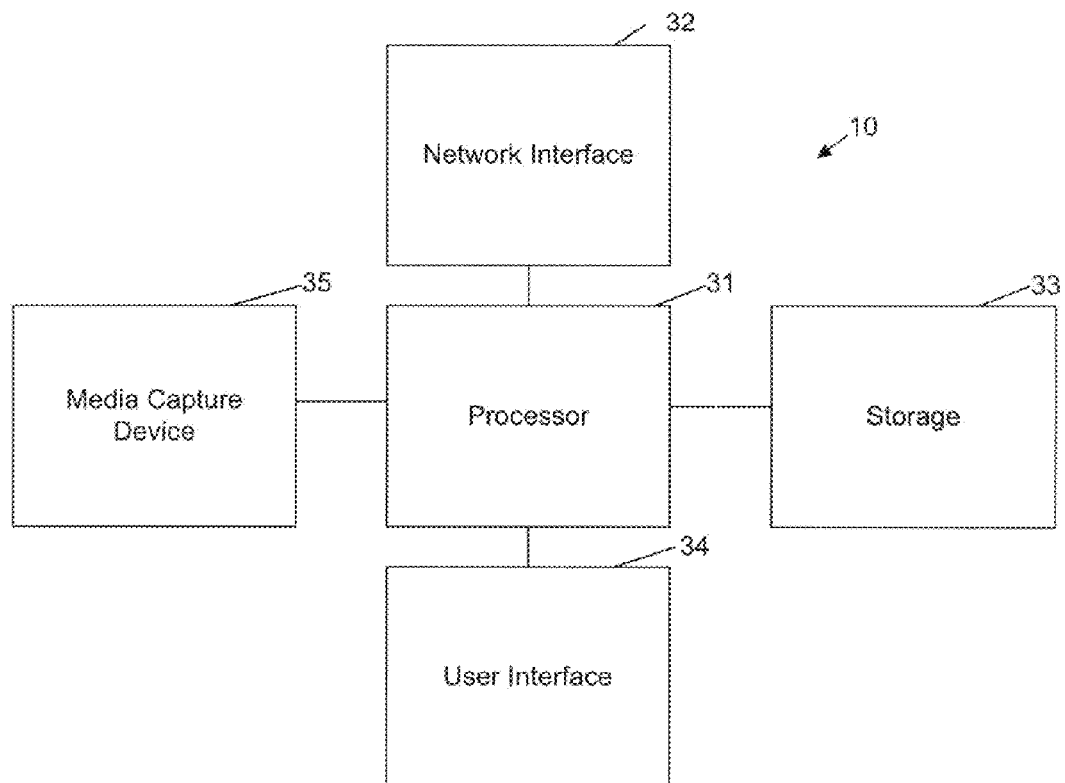 32
Network Interface
10
35
31
33
Media Capture
Device
Processor
Storage
34
User Interface